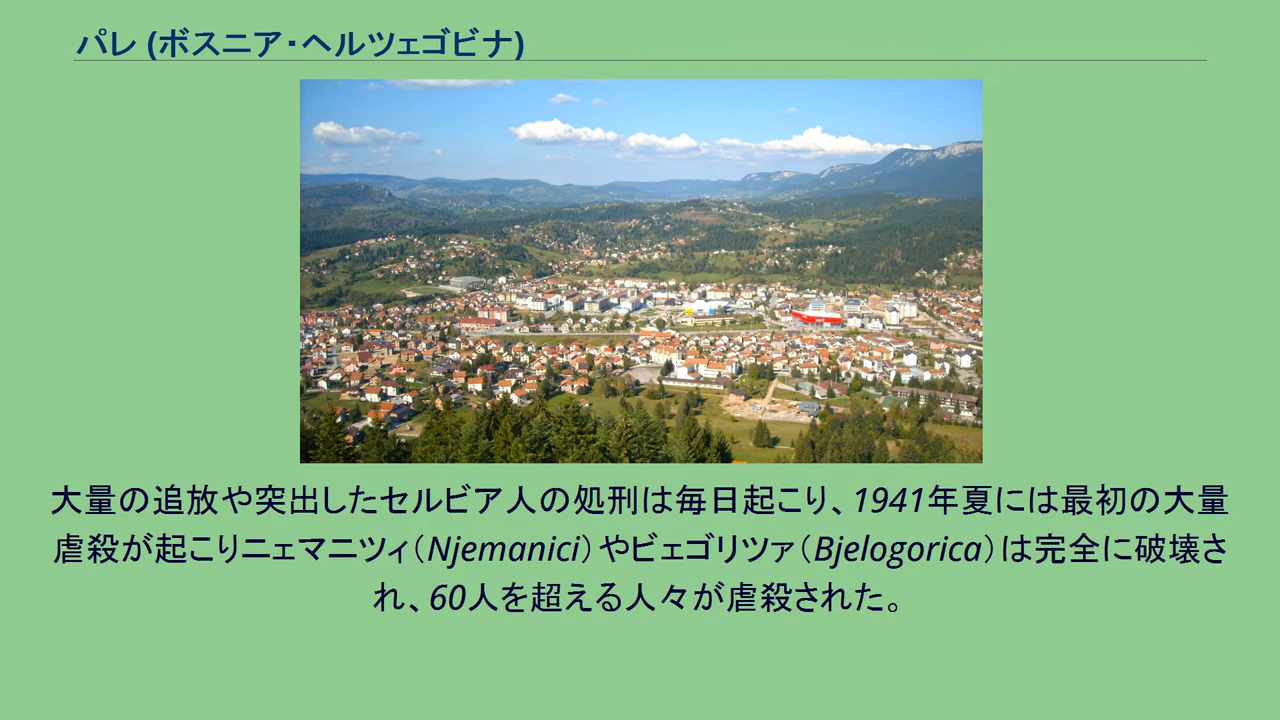 パレ (ボスニア・ヘルツェゴビナ)
大量の追放や突出したセルビア人の処刑は毎日起こり、1941年夏には最初の大量
虐殺が起こりニェマニツィ（Njemanici）やビェゴリツァ（Bjelogorica）は完全に破壊さ
れ、60人を超える人々が虐殺された。